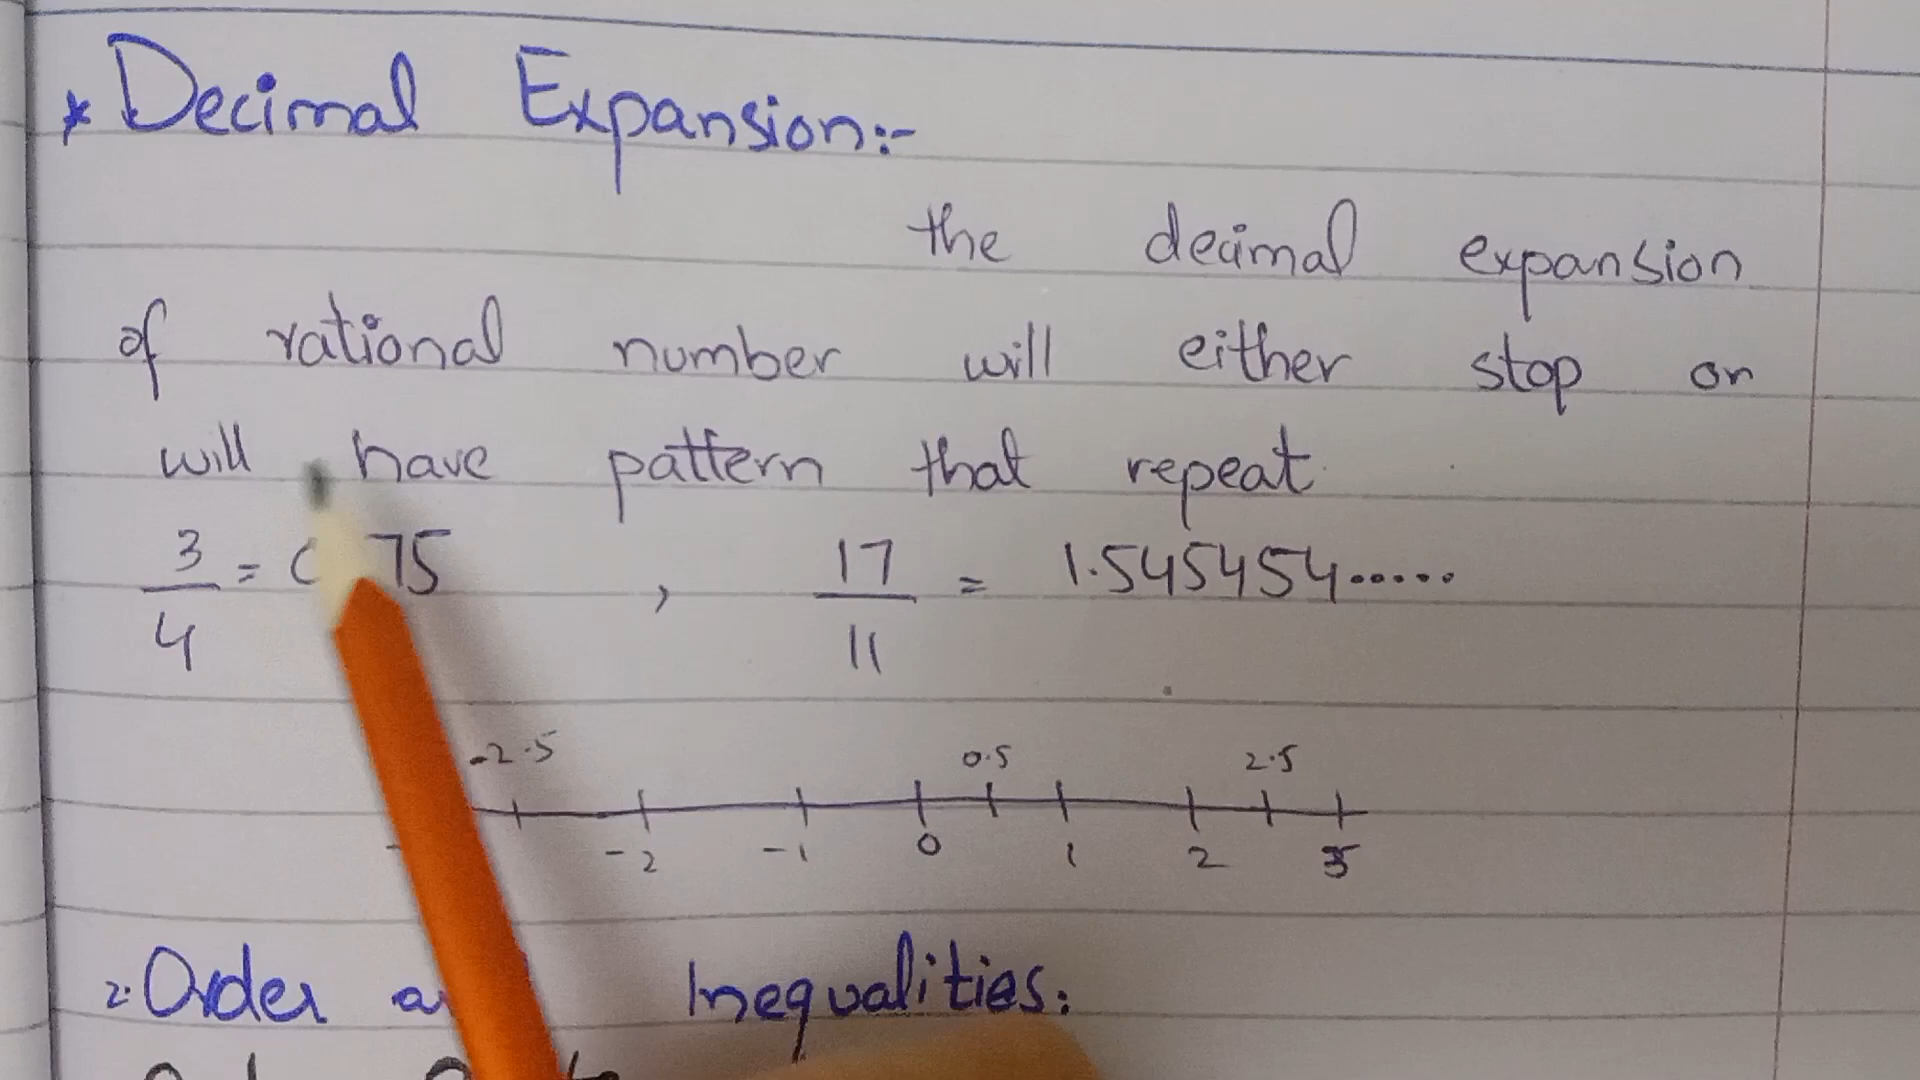 * Decimal Expansion:-
the decimal expansion
of rational number will either stop or
will have pattern that repeat
3/4 = 75 , 17/11 = 1.545454.....
-2.5 0.5 2.5
-2 -1 0 1 2 3
2. Order Inequalities: